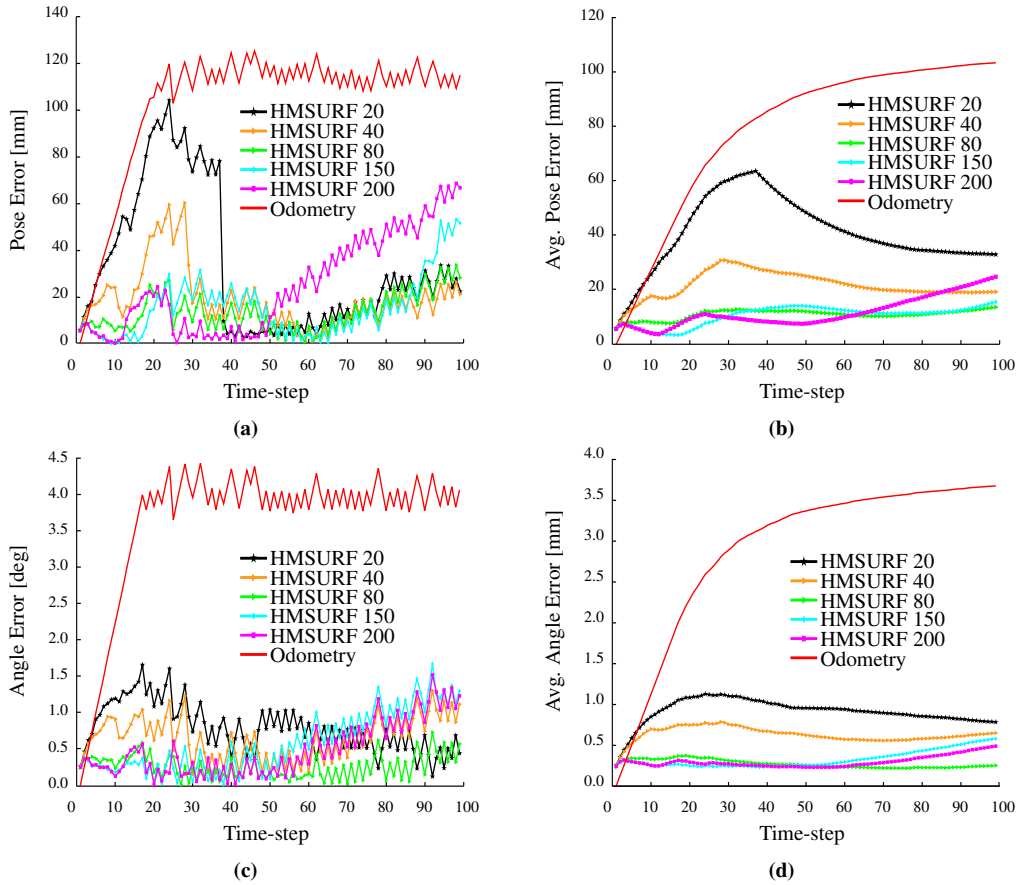 140
120
100
80
60
40
20
0
Pose Error [mm]
HMSURF 20
HMSURF 40
HMSURF 80
HMSURF 150
HMSURF 200
Odometry
0 10 20 30 40 50 60 70 80 90 100
Time-step
(a)
120
100
80
60
40
20
0
Avg. Pose Error [mm]
HMSURF 20
HMSURF 40
HMSURF 80
HMSURF 150
HMSURF 200
Odometry
0 10 20 30 40 50 60 70 80 90 100
Time-step
(b)
4.5
4.0
3.5
3.0
2.5
2.0
1.5
1.0
0.5
0.0
Angle Error [deg]
HMSURF 20
HMSURF 40
HMSURF 80
HMSURF 150
HMSURF 200
Odometry
0 10 20 30 40 50 60 70 80 90 100
Time-step
(c)
4.0
3.5
3.0
2.5
2.0
1.5
1.0
0.5
0.0
Avg. Angle Error [mm]
HMSURF 20
HMSURF 40
HMSURF 80
HMSURF 150
HMSURF 200
Odometry
0 10 20 30 40 50 60 70 80 90 100
Time-step
(d)